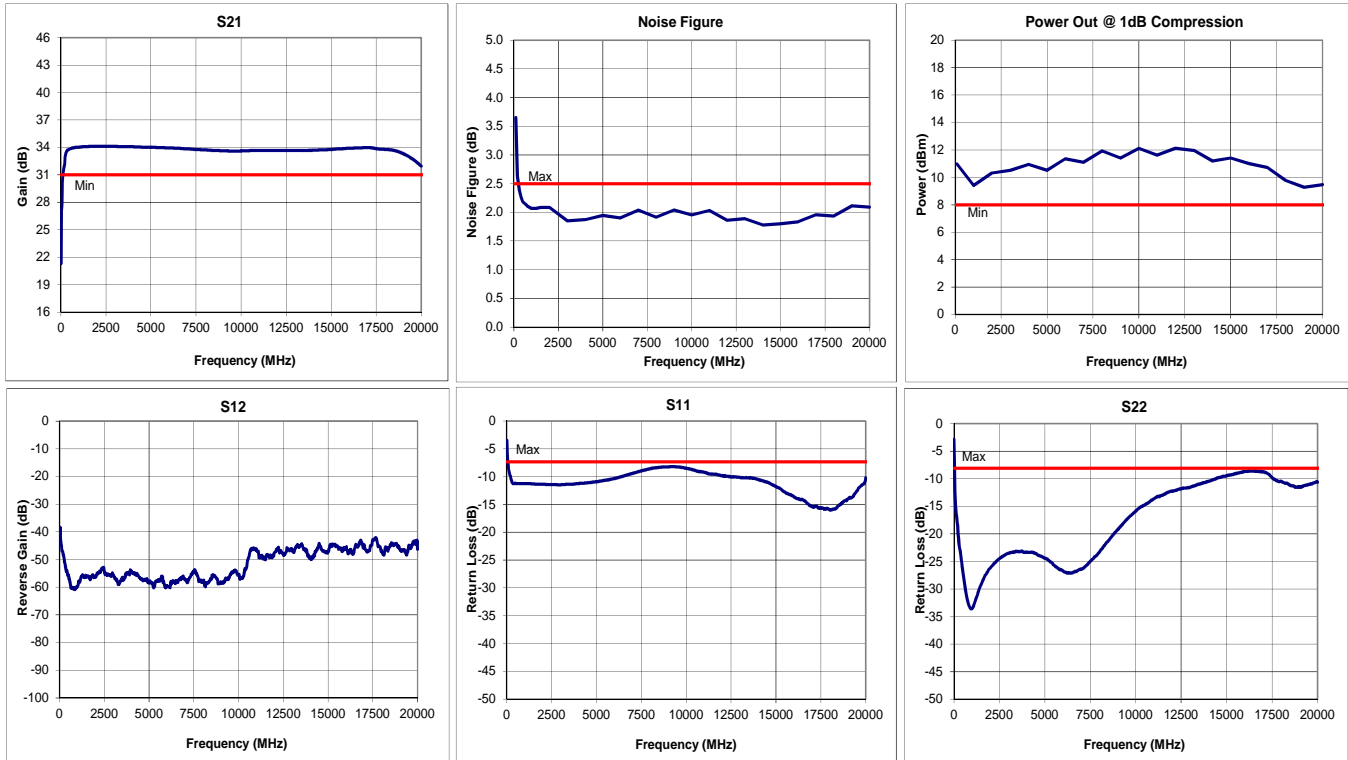 S21
46
43
40
37
34
31
28
25
22
19
16
Gain (dB)
Min
0 2500 5000 7500 10000 12500 15000 17500 20000
Frequency (MHz)
Noise Figure
5.0
4.5
4.0
3.5
3.0
2.5
2.0
1.5
1.0
0.5
0.0
Noise Figure (dB)
Max
0 2500 5000 7500 10000 12500 15000 17500 20000
Frequency (MHz)
Power Out @ 1dB Compression
20
18
16
14
12
10
8
6
4
2
0
Power (dBm)
Min
0 2500 5000 7500 10000 12500 15000 17500 20000
Frequency (MHz)
S12
0
-10
-20
-30
-40
-50
-60
-70
-80
-90
-100
Reverse Gain (dB)
0 2500 5000 7500 10000 12500 15000 17500 20000
Frequency (MHz)
S11
0
-5
-10
-15
-20
-25
-30
-35
-40
-45
-50
Return Loss (dB)
Max
0 2500 5000 7500 10000 12500 15000 17500 20000
Frequency (MHz)
S22
0
-5
-10
-15
-20
-25
-30
-35
-40
-45
-50
Return Loss (dB)
Max
0 2500 5000 7500 10000 12500 15000 17500 20000
Frequency (MHz)